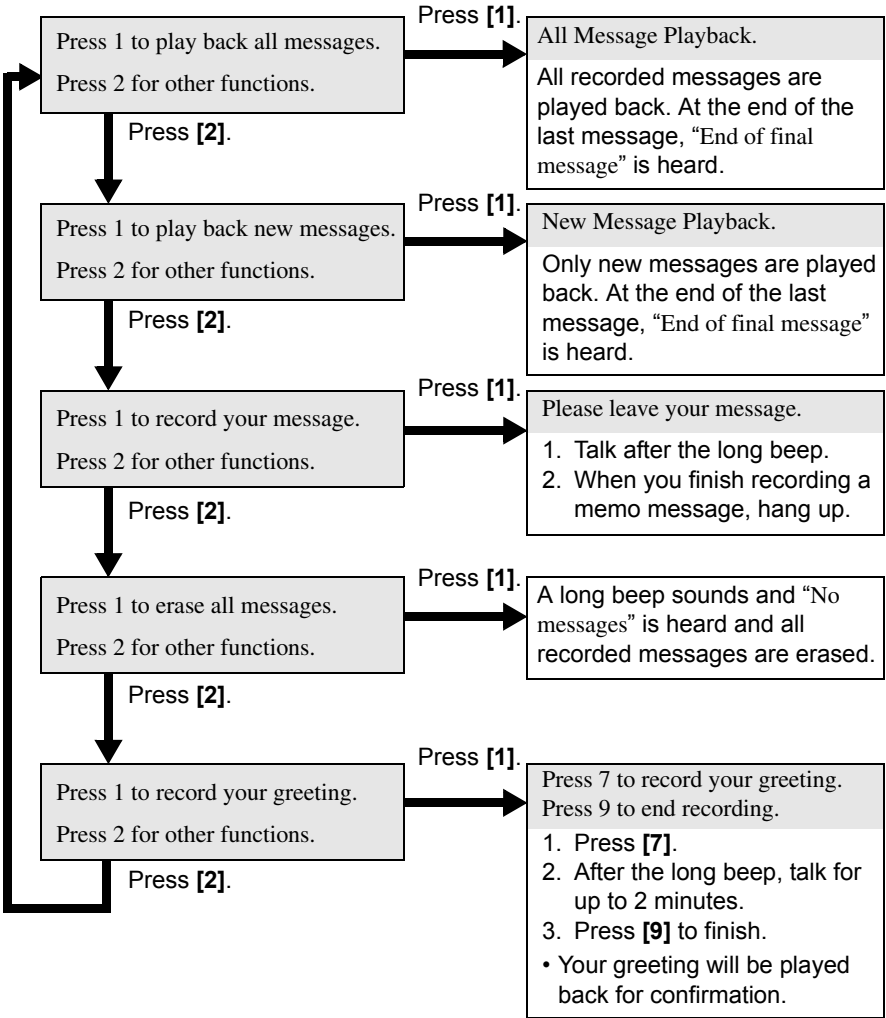 Press [1].
Press 1 to play back all messages.
Press 2 for other functions.
All Message Playback.
All recorded messages are
played back. At the end of the
last message, “End of final
message” is heard.
Press [2].
Press [1].
Press 1 to play back new messages.
Press 2 for other functions.
New Message Playback.
Only new messages are played
back. At the end of the last
message, “End of final message”
is heard.
Press [2].
Press [1].
Press 1 to record your message.
Press 2 for other functions.
Please leave your message.
1. Talk after the long beep.
2. When you finish recording a
memo message, hang up.
Press [2].
Press [1].
Press 1 to erase all messages.
Press 2 for other functions.
A long beep sounds and “No
messages” is heard and all
recorded messages are erased.
Press [2].
Press [1].
Press 1 to record your greeting.
Press 2 for other functions.
Press 7 to record your greeting.
Press 9 to end recording.
1. Press [7].
2. After the long beep, talk for
up to 2 minutes.
3. Press [9] to finish.
• Your greeting will be played
back for confirmation.
Press [2].